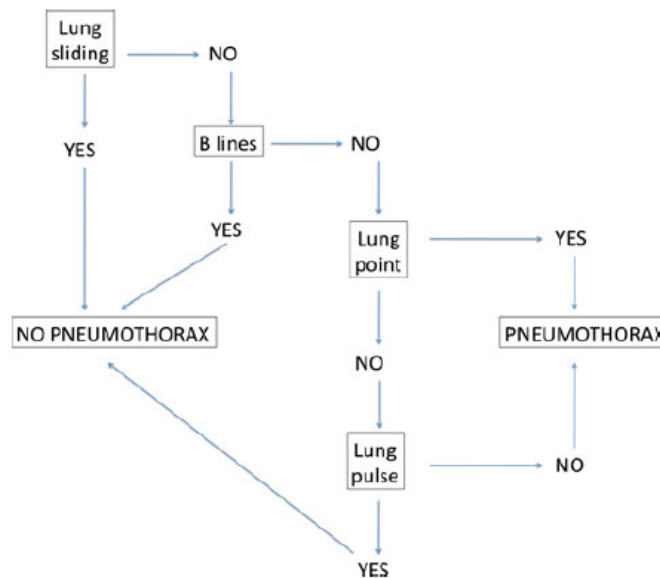 Lung
sliding
NO
YES
B lines
NO
YES
Lung
point
YES
NO PNEUMOTHORAX
PNEUMOTHORAX
NO
Lung
pulse
NO
YES